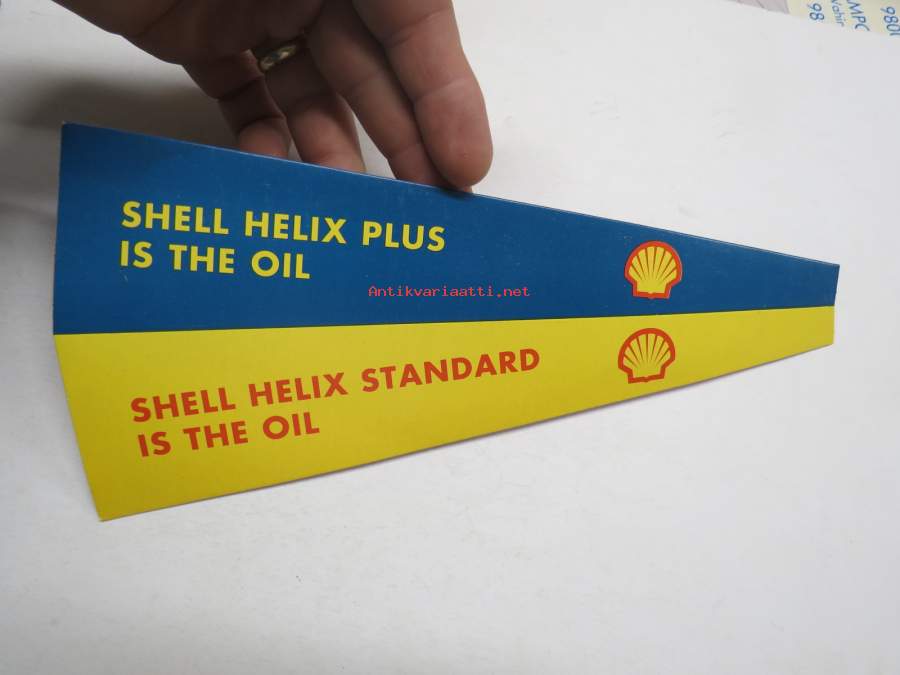 SHELL HELIX PLUS
IS THE OIL
Antikvariaatti.net
SHELL HELIX STANDARD
IS THE OIL